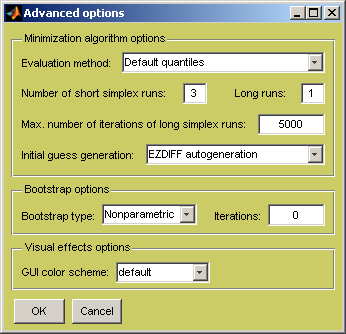 Advanced options
Minimization algorithm options
Evaluation method: Default quantiles
Number of short simplex runs: 3 Long runs: 1
Max. number of iterations of long simplex runs: 5000
Initial guess generation: EZDIFF autogeneration
Bootstrap options
Bootstrap type: Nonparametric Iterations: 0
Visual effects options
GUI color scheme: default
OK Cancel